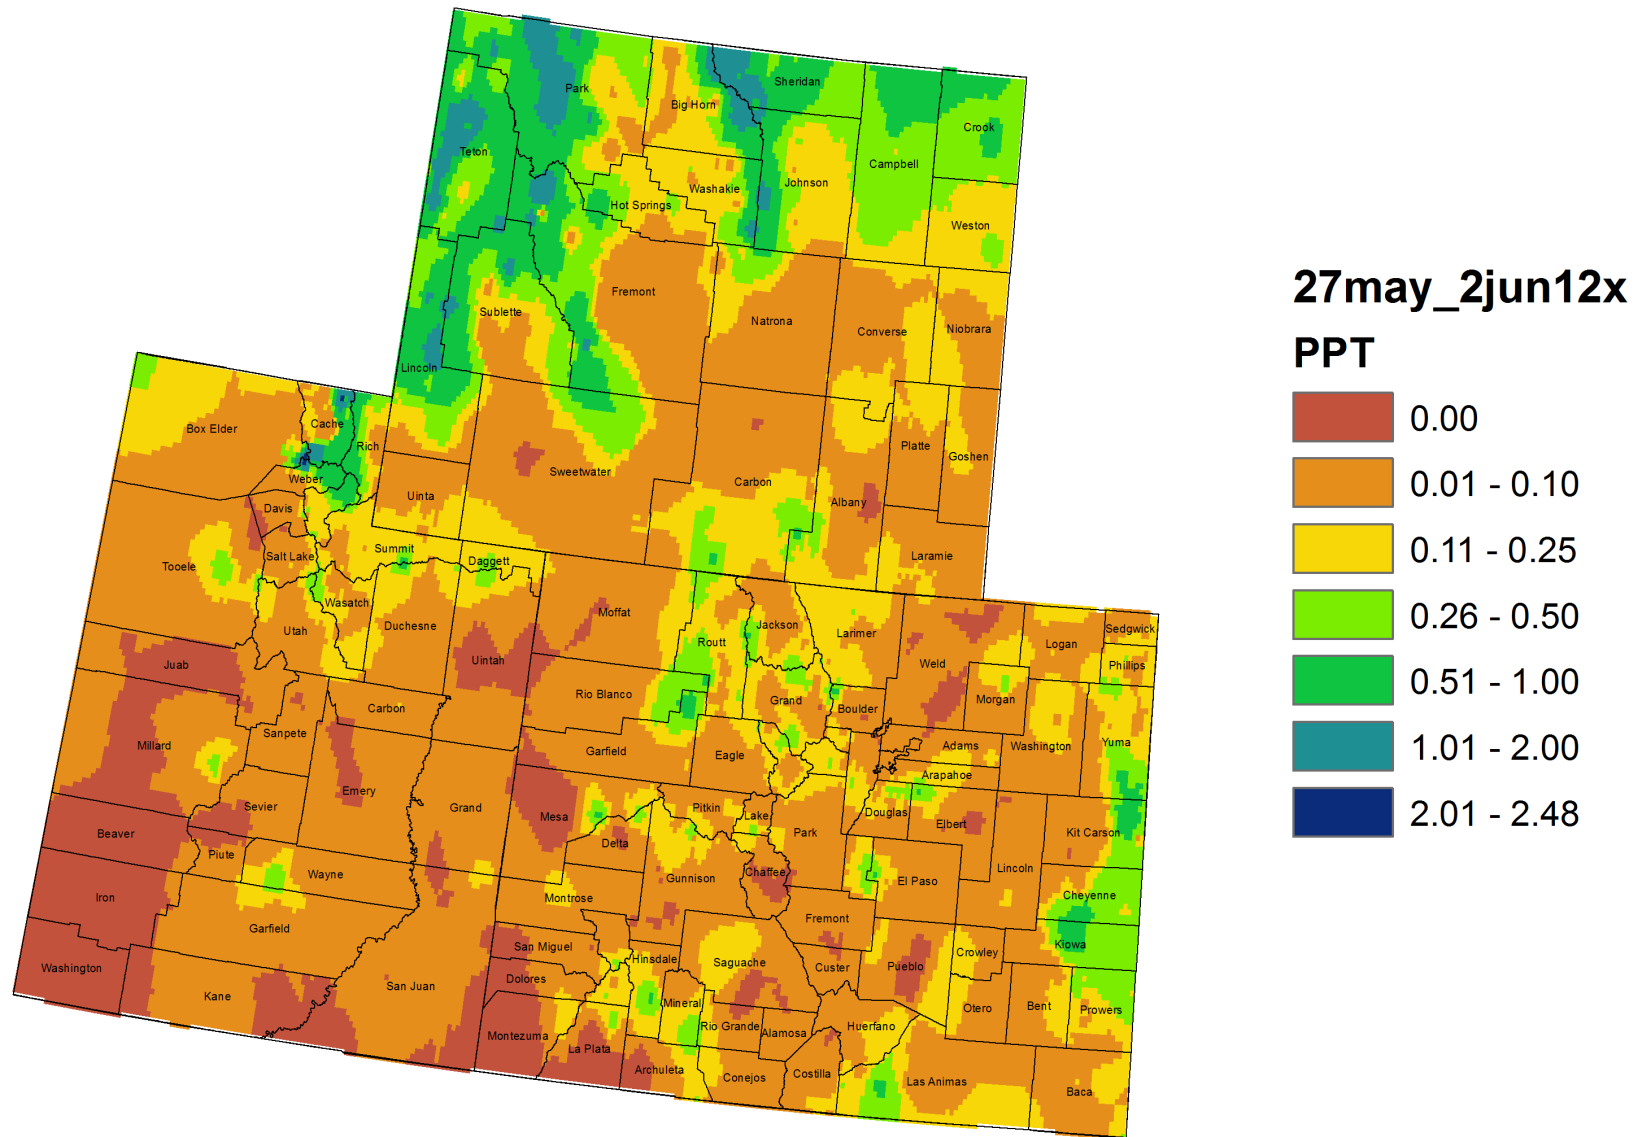 Sheridan
Park
Big Horn
Crook
Teton
Campbell
Johnson
Washakie
Hot Springs
Weston
Fremont
Sublette
Natrona
Converse
Niobrara
Lincoln
Cache
Box Elder
Rich
Platte
Goshen
Sweetwater
Weber
Carbon
Uinta
Albany
Davis
Summit
Salt Lake
Daggett
Laramie
Tooele
Wasatch
Moffat
Duchesne
Jackson
Utah
Larimer
Sedgwick
Routt
Logan
Uintah
Juab
Weld
Phillips
Rio Blanco
Grand
Morgan
Carbon
Boulder
Sanpete
Millard
Garfield
Eagle
Adams
Washington
Yuma
Arapahoe
Emery
Sevier
Grand
Pitkin
Mesa
Lake
Douglas
Elbert
Beaver
Park
Kit Carson
Delta
Piute
Wayne
Chaffee
Lincoln
Gunnison
El Paso
Iron
Montrose
Cheyenne
Fremont
Garfield
San Miguel
Kiowa
Crowley
Hinsdale
Saguache
Washington
Custer
Pueblo
Dolores
San Juan
Kane
Mineral
Otero
Bent
Prowers
Rio Grande
Alamosa
Huerfano
Montezuma
La Plata
Archuleta
Conejos
Costilla
Las Animas
Baca
27may_2jun12x
PPT
0.00
0.01 - 0.10
0.11 - 0.25
0.26 - 0.50
0.51 - 1.00
1.01 - 2.00
2.01 - 2.48